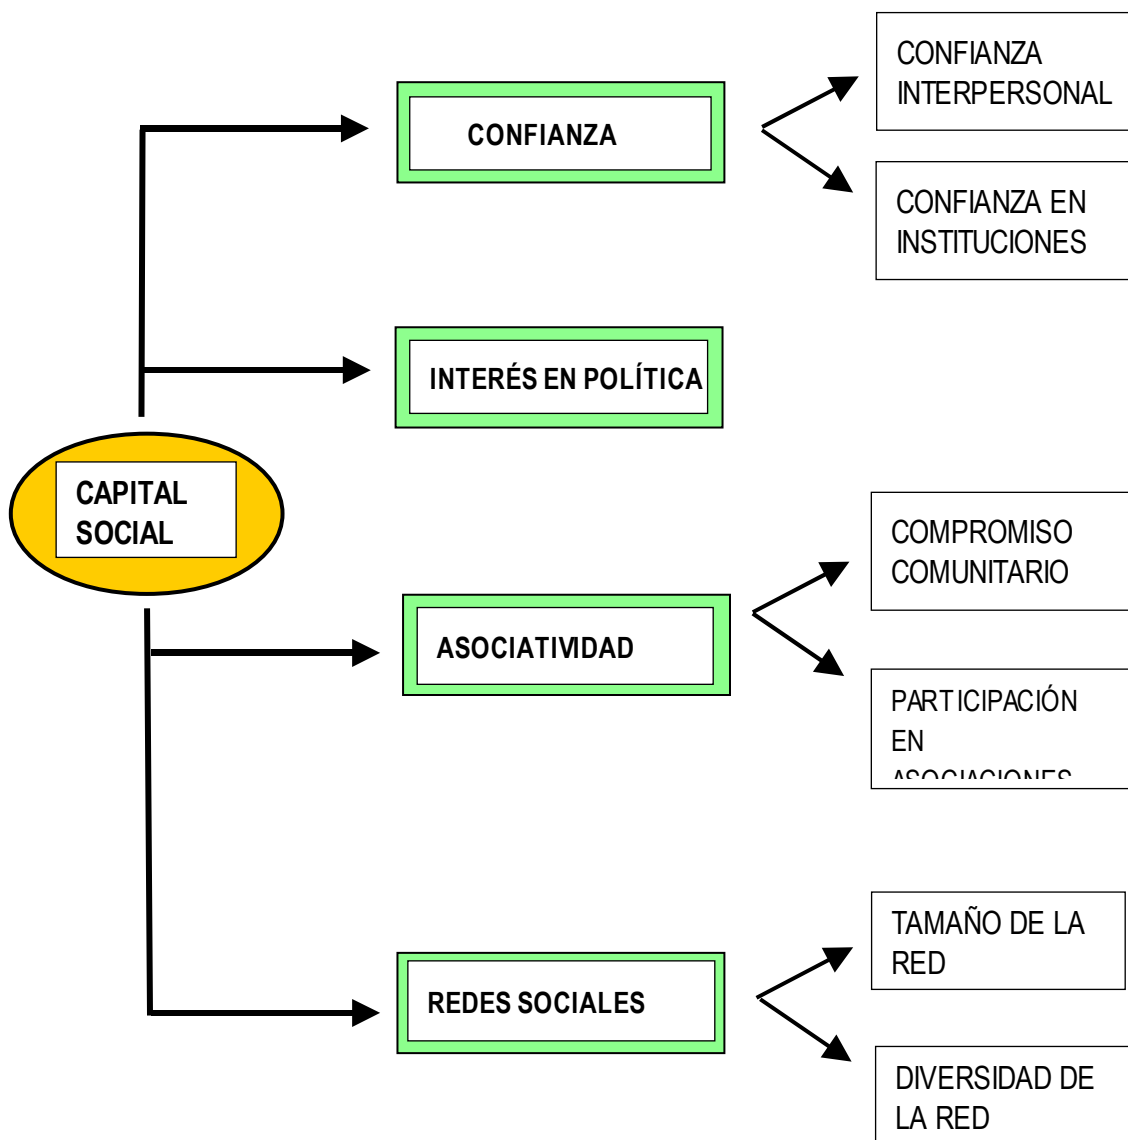 CONFIANZA
INTERPERSONAL
CONFIANZA
CONFIANZA EN
INSTITUCIONES
INTERÉS EN POLÍTICA
CAPITAL
SOCIAL
COMPROMISO
COMUNITARIO
ASOCIATIVIDAD
PARTICIPACIÓN
EN
ASOCIACIONES
TAMAÑO DE LA
RED
REDES SOCIALES
DIVERSIDAD DE
LA RED